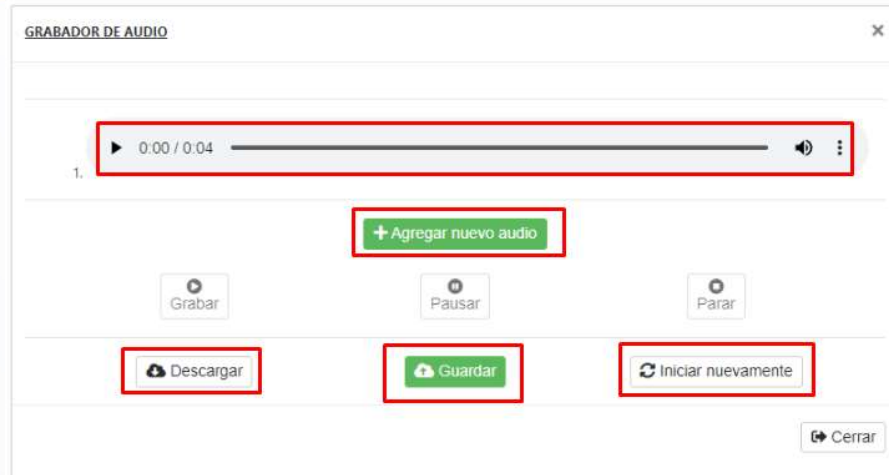 GRABADOR DE AUDIO
0:00 / 0:04
1.
Agregar nuevo audio
Grabar Pausar Parar
Descargar Guardar Iniciar nuevamente
Cerrar